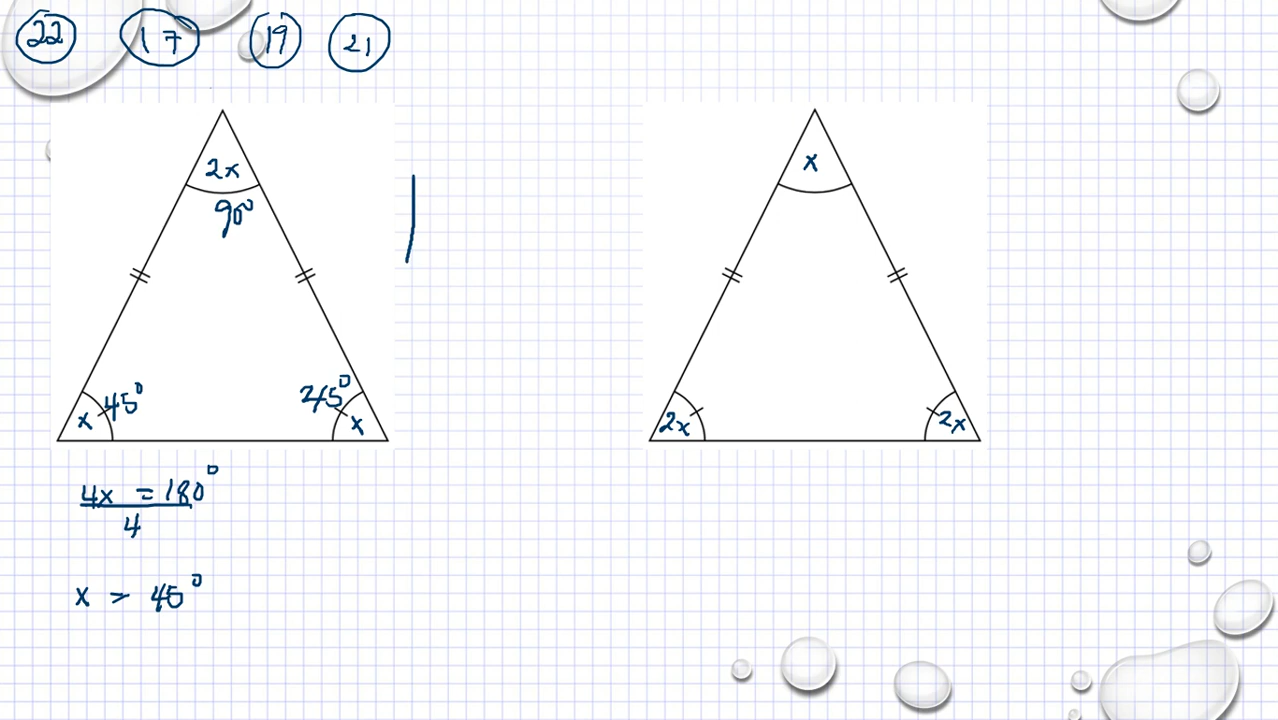 22 17 19 21
2x
90°
x 45° 45° x
4x = 180°
4
x = 45°
x
2x 2x